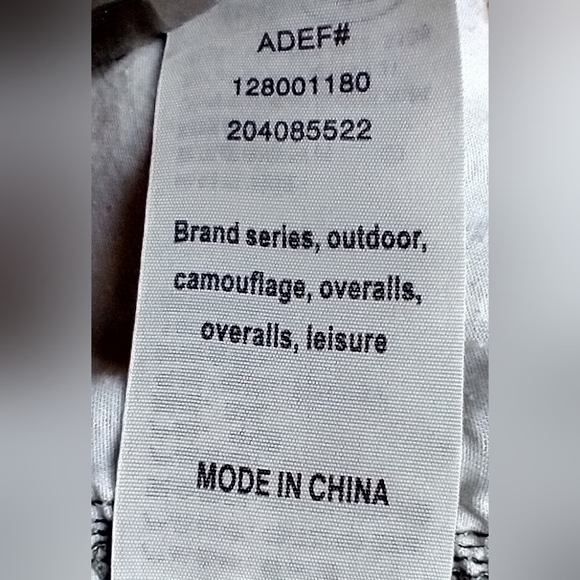 ADEF#
128001180
204085522
Brand series, outdoor,
camouflage, overalls,
overalls, leisure
MODE IN CHINA